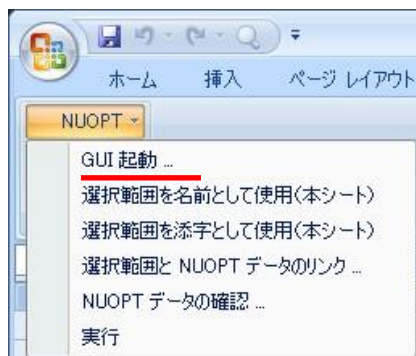 ホーム 挿入 ページ レイアウト
NUOPT
GUI 起動 ...
選択範囲を名前として使用(本シート)
選択範囲を添字として使用(本シート)
選択範囲と NUOPT データのリンク ...
NUOPT データの確認 ...
実行